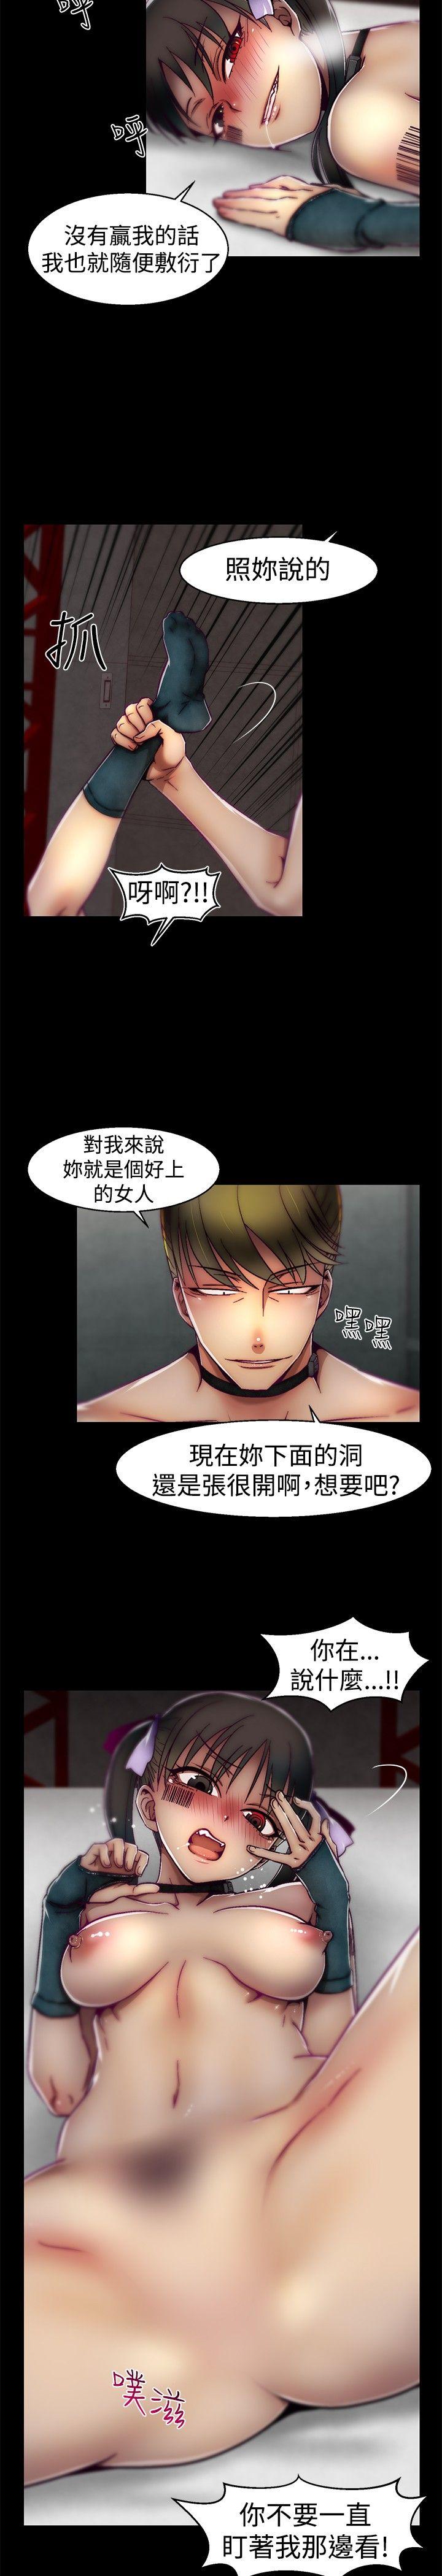 呼
呼
沒有贏我的話
我也就隨便敷衍了
照妳說的
抓
呀啊?!!
對我來說
妳就是個好上
的女人
嘿嘿
現在妳下面的洞
還是張很開啊,想要吧?
你在...
說什麼...!!
噗滋
你不要一直
盯著我那邊看!